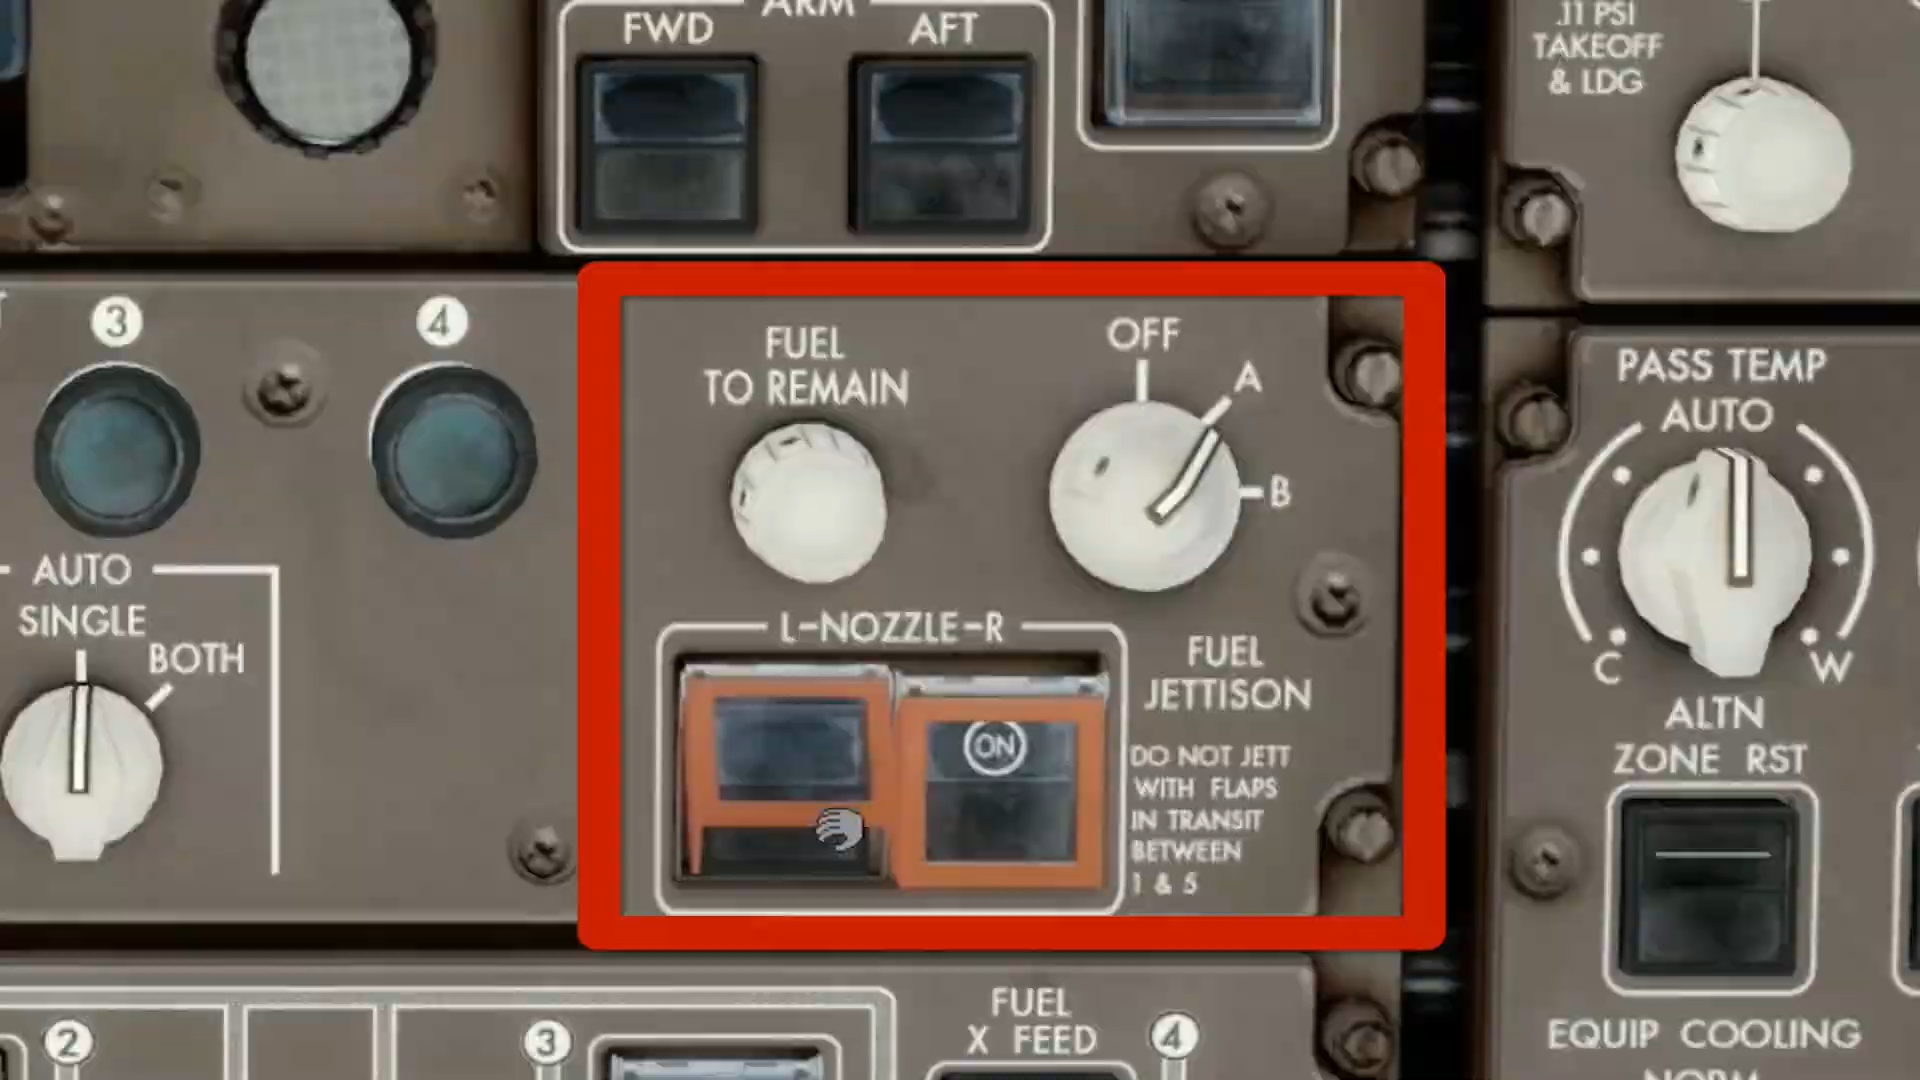 ARM
FWD
AFT
.11 PSI
TAKEOFF
& LDG
3
4
AUTO
SINGLE
BOTH
FUEL
TO REMAIN
OFF
A
B
L-NOZZLE-R
ON
FUEL
JETTISON
DO NOT JETT
WITH FLAPS
IN TRANSIT
BETWEEN
1 & 5
PASS TEMP
AUTO
C
W
ALTN
ZONE RST
EQUIP COOLING
NORM
2
3
FUEL
X FEED
4